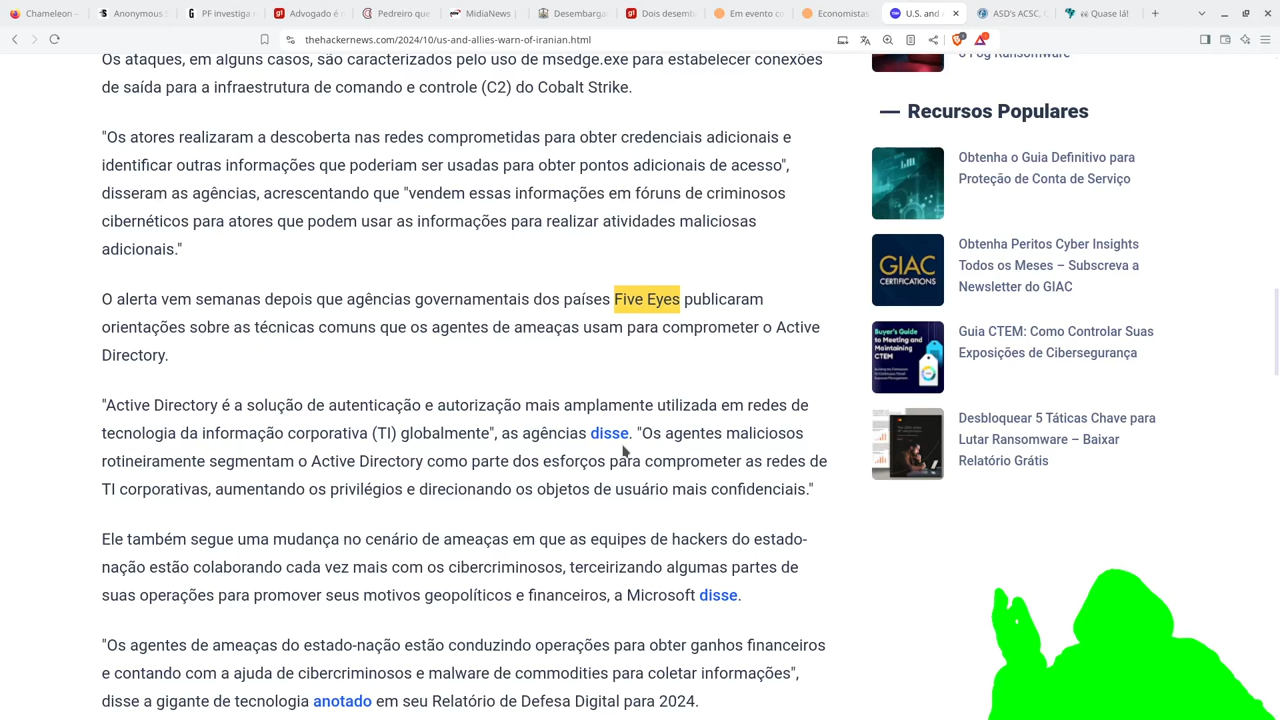 Chameleon –
Anonymous S
PF investiga r
Advogado é r
Pedreiro que
MidiaNews
Desembarga
Dois desemb
Em evento co
Economistas
U.S. and
ASD's ACSC, C
👀 Quase lá!
thehackernews.com/2024/10/us-and-allies-warn-of-iranian.html
Os ataques, em alguns casos, são caracterizados pelo uso de msedge.exe para estabelecer conexões
de saída para a infraestrutura de comando e controle (C2) do Cobalt Strike.
"Os atores realizaram a descoberta nas redes comprometidas para obter credenciais adicionais e
identificar outras informações que poderiam ser usadas para obter pontos adicionais de acesso",
disseram as agências, acrescentando que "vendem essas informações em fóruns de criminosos
cibernéticos para atores que podem usar as informações para realizar atividades maliciosas
adicionais."
O alerta vem semanas depois que agências governamentais dos países Five Eyes publicaram
orientações sobre as técnicas comuns que os agentes de ameaças usam para comprometer o Active
Directory.
"Active Directory é a solução de autenticação e autorização mais amplamente utilizada em redes de
tecnologia da informação corporativa (TI) globalmente", as agências disse. "Os agentes maliciosos
rotineiramente segmentam o Active Directory como parte dos esforços para comprometer as redes de
TI corporativas, aumentando os privilégios e direcionando os objetos de usuário mais confidenciais."
Ele também segue uma mudança no cenário de ameaças em que as equipes de hackers do estado-
nação estão colaborando cada vez mais com os cibercriminosos, terceirizando algumas partes de
suas operações para promover seus motivos geopolíticos e financeiros, a Microsoft disse.
"Os agentes de ameaças do estado-nação estão conduzindo operações para obter ganhos financeiros
e contando com a ajuda de cibercriminosos e malware de commodities para coletar informações",
disse a gigante de tecnologia anotado em seu Relatório de Defesa Digital para 2024.
Recursos Populares
Obtenha o Guia Definitivo para
Proteção de Conta de Serviço
GIAC
CERTIFICATIONS
Obtenha Peritos Cyber Insights
Todos os Meses – Subscreva a
Newsletter do GIAC
Buyer's Guide
to Meeting and
Maintaining
CTEM
Guia CTEM: Como Controlar Suas
Exposições de Cibersegurança
Desbloquear 5 Táticas Chave para
Lutar Ransomware – Baixar
Relatório Grátis